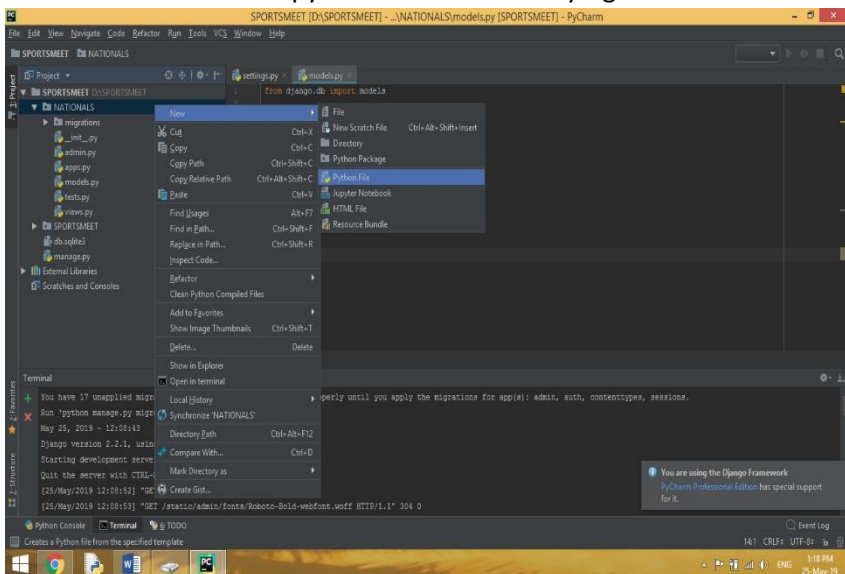 SPORTSMEET [D:\SPORTSMEET] - ...\NATIONALS\models.py [SPORTSMEET] - PyCharm
File Edit View Navigate Code Refactor Run Tools VCS Window Help
SPORTSMEET NATIONALS
Project
settings.py models.py
1: Project
SPORTSMEET D:\SPORTSMEET
NATIONALS
migrations
__init__.py
admin.py
apps.py
models.py
tests.py
views.py
SPORTSMEET
db.sqlite3
manage.py
External Libraries
Scratches and Consoles
1 from django.db import models
New
Cut Ctrl+X
Copy Ctrl+C
Copy Path Ctrl+Shift+C
Copy Relative Path Ctrl+Alt+Shift+C
Paste Ctrl+V
Find Usages Alt+F7
Find in Path... Ctrl+Shift+F
Replace in Path... Ctrl+Shift+R
Inspect Code...
Refactor
Clean Python Compiled Files
Add to Favorites
Show Image Thumbnails Ctrl+Shift+T
Delete... Delete
Show in Explorer
Open in terminal
Local History
Synchronize 'NATIONALS'
Directory Path Ctrl+Alt+F12
Compare With... Ctrl+D
Mark Directory as
Create Gist...
File
New Scratch File Ctrl+Alt+Shift+Insert
Directory
Python Package
Python File
Jupyter Notebook
HTML File
Resource Bundle
Terminal
2: Favorites
Z: Structure
You have 17 unapplied migr
operly until you apply the migrations for app(s): admin, auth, contenttypes, sessions.
Run 'python manage.py migr
May 25, 2019 - 12:08:43
Django version 2.2.1, usin
Starting development serve
Quit the server with CTRL-
[25/May/2019 12:08:52] "GE
[25/May/2019 12:08:53] "GET /static/admin/fonts/Roboto-Bold-webfont.woff HTTP/1.1" 304 0
You are using the Django Framework
PyCharm Professional Edition has special support
for it.
Python Console Terminal 6: TODO Event Log
Creates a Python file from the specified template 14:1 CRLF UTF-8
ENG 1:18 PM
25-May-19